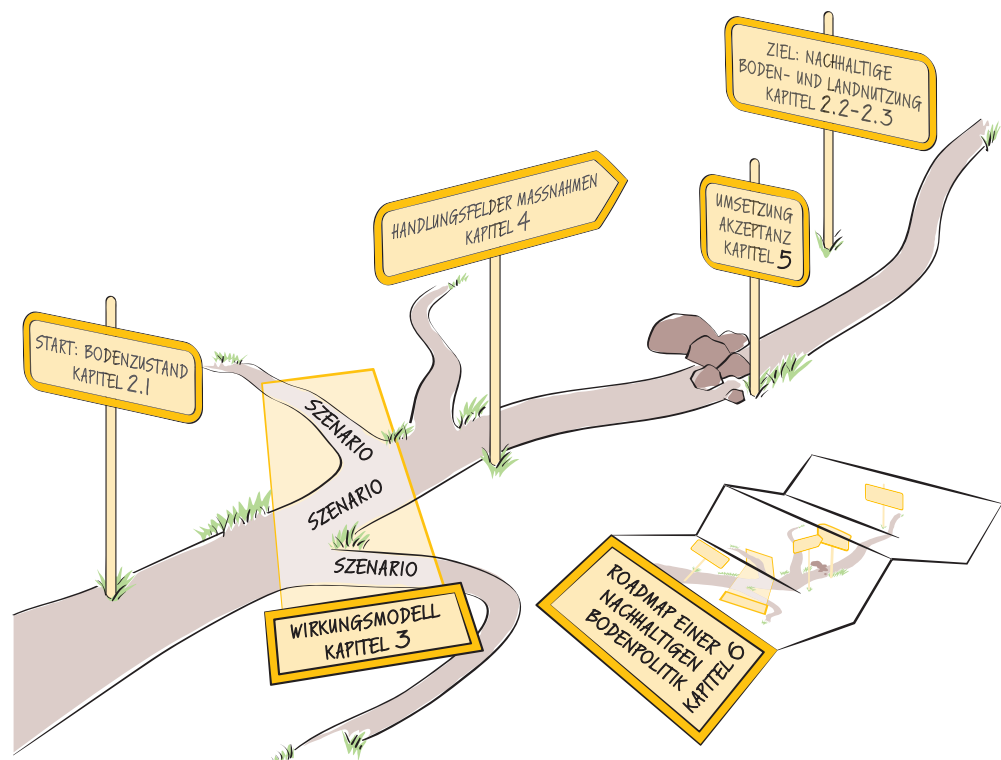 START: BODENZUSTAND
KAPITEL 2.1
SZENARIO
SZENARIO
SZENARIO
WIRKUNGSMODELL
KAPITEL 3
HANDLUNGSFELDER MASSNAHMEN
KAPITEL 4
UMSETZUNG
AKZEPTANZ
KAPITEL 5
ZIEL: NACHHALTIGE
BODEN- UND LANDNUTZUNG
KAPITEL 2.2-2.3
ROADMAP EINER
NACHHALTIGEN
BODENPOLITIK
KAPITEL 6